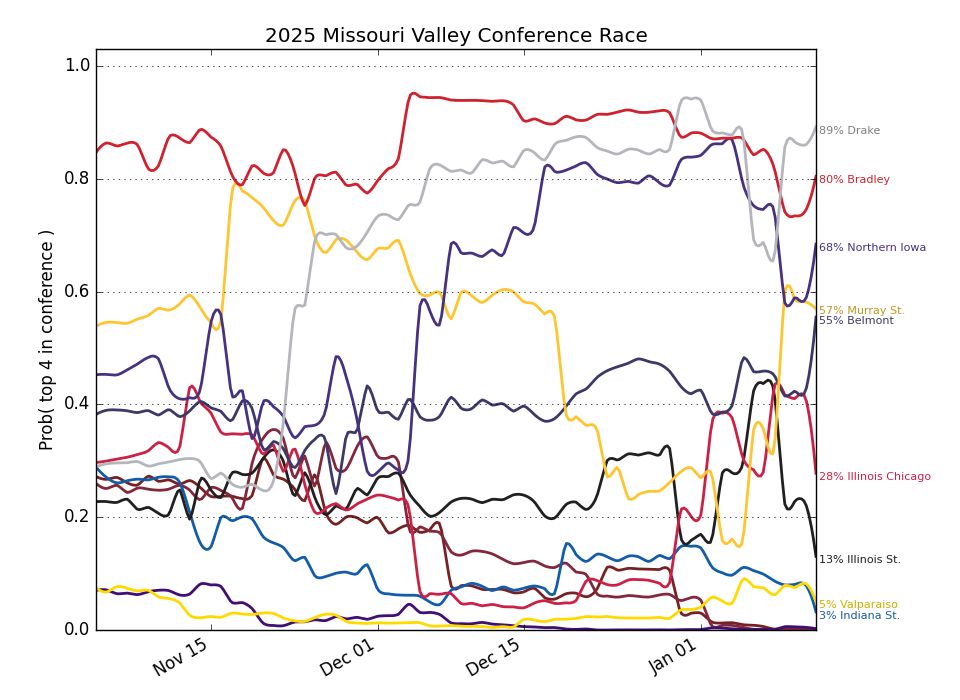 2025 Missouri Valley Conference Race
Prob( top 4 in conference )
1.0
0.8
0.6
0.4
0.2
0.0
Nov 15
Dec 01
Dec 15
Jan 01
89% Drake
80% Bradley
68% Northern Iowa
57% Murray St.
55% Belmont
28% Illinois Chicago
13% Illinois St.
5% Valparaiso
3% Indiana St.